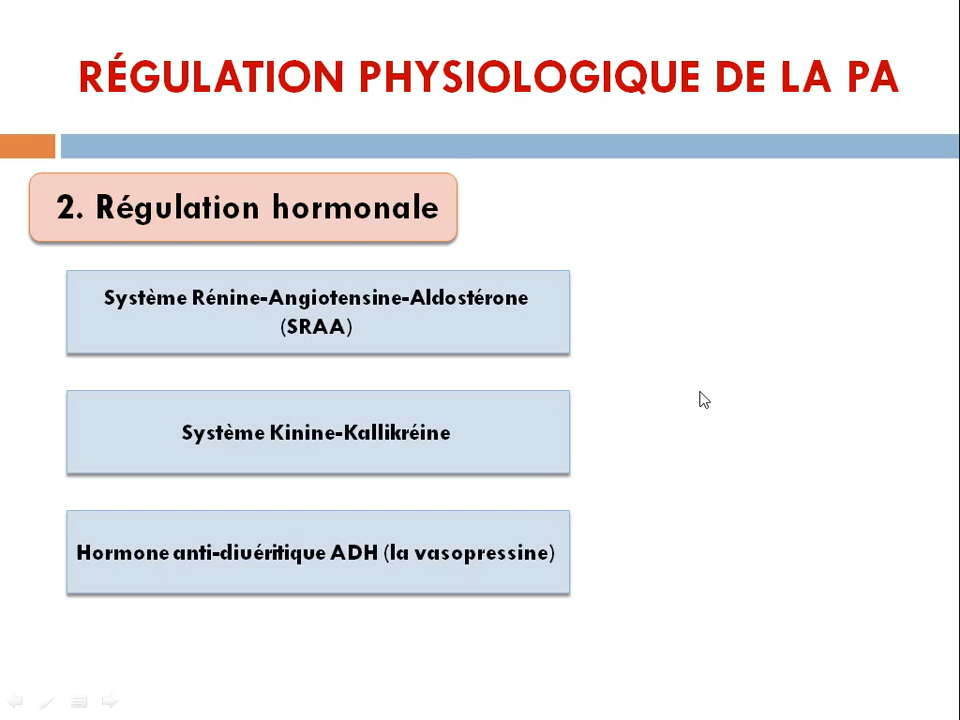 RÉGULATION PHYSIOLOGIQUE DE LA PA
2. Régulation hormonale
Système Rénine-Angiotensine-Aldostérone
(SRAA)
Système Kinine-Kallikréine
Hormone anti-diuéritique ADH (la vasopressine)